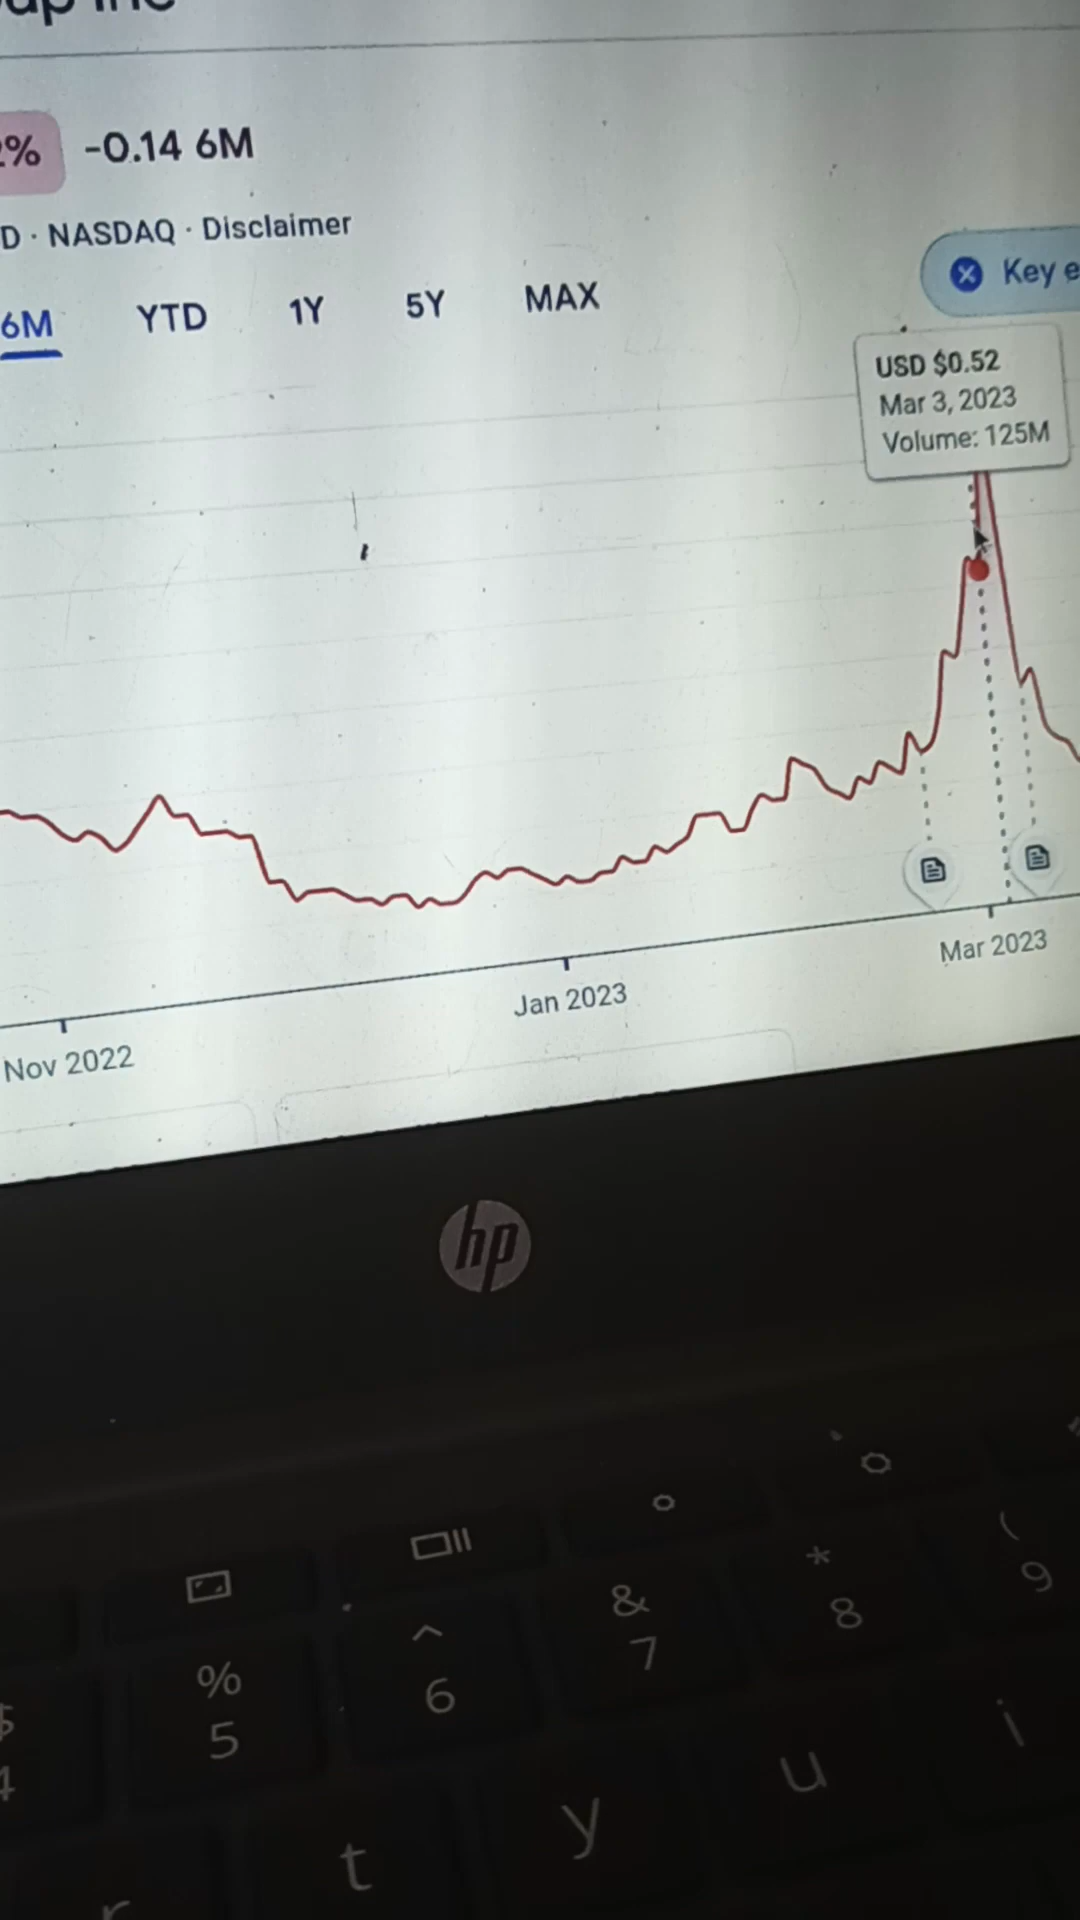 -0.14 6M
NASDAQ · Disclaimer
6M YTD 1Y 5Y MAX
Key
USD $0.52
Mar 3, 2023
Volume: 125M
Nov 2022
Jan 2023
Mar 2023
hp
% ^ & * (
5 6 7 8 9
t y u i